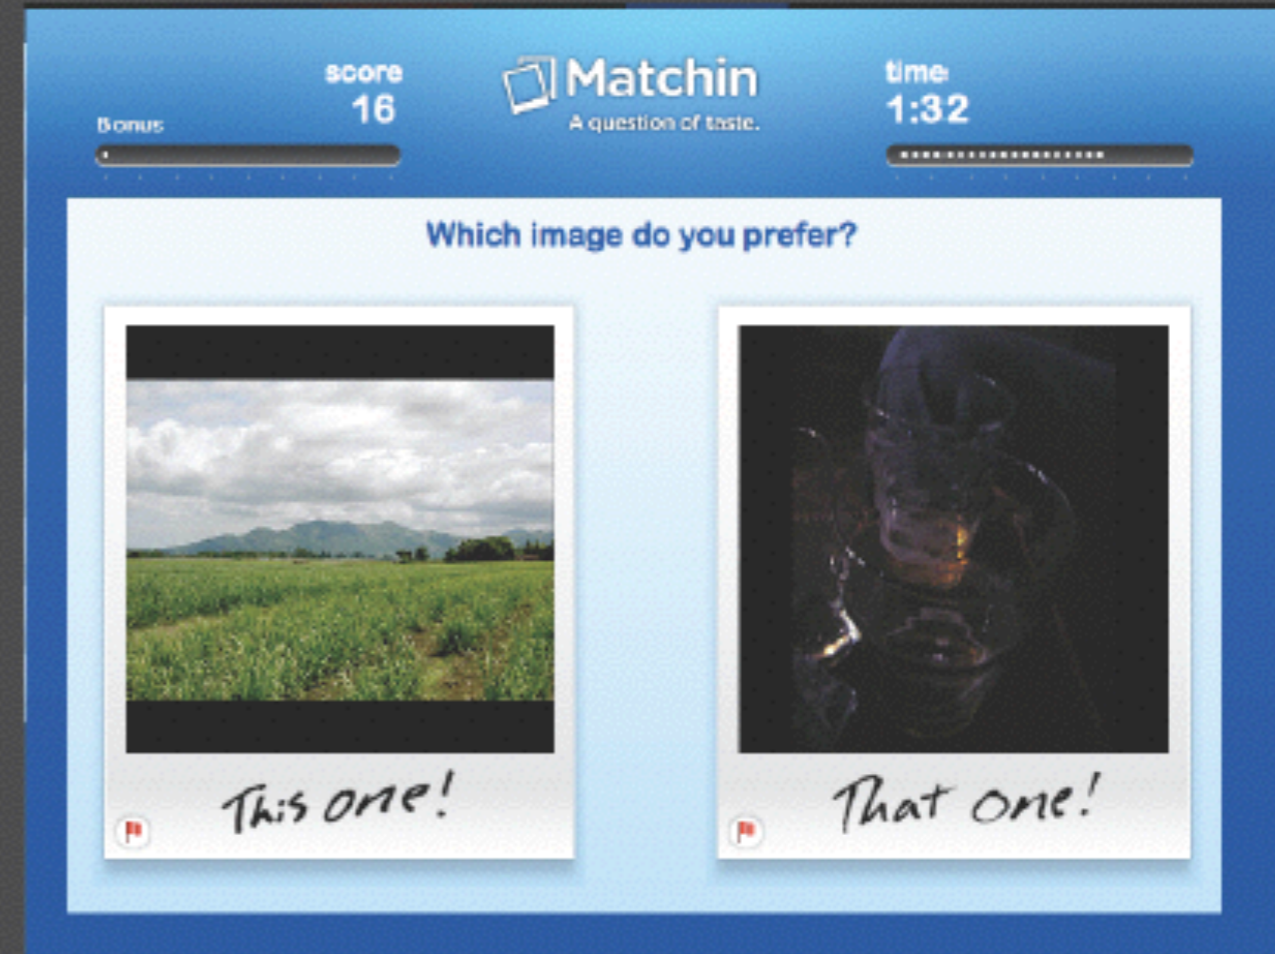 score
16
Bonus
Matchin
A question of taste.
time
1:32
Which image do you prefer?
This one!
That one!